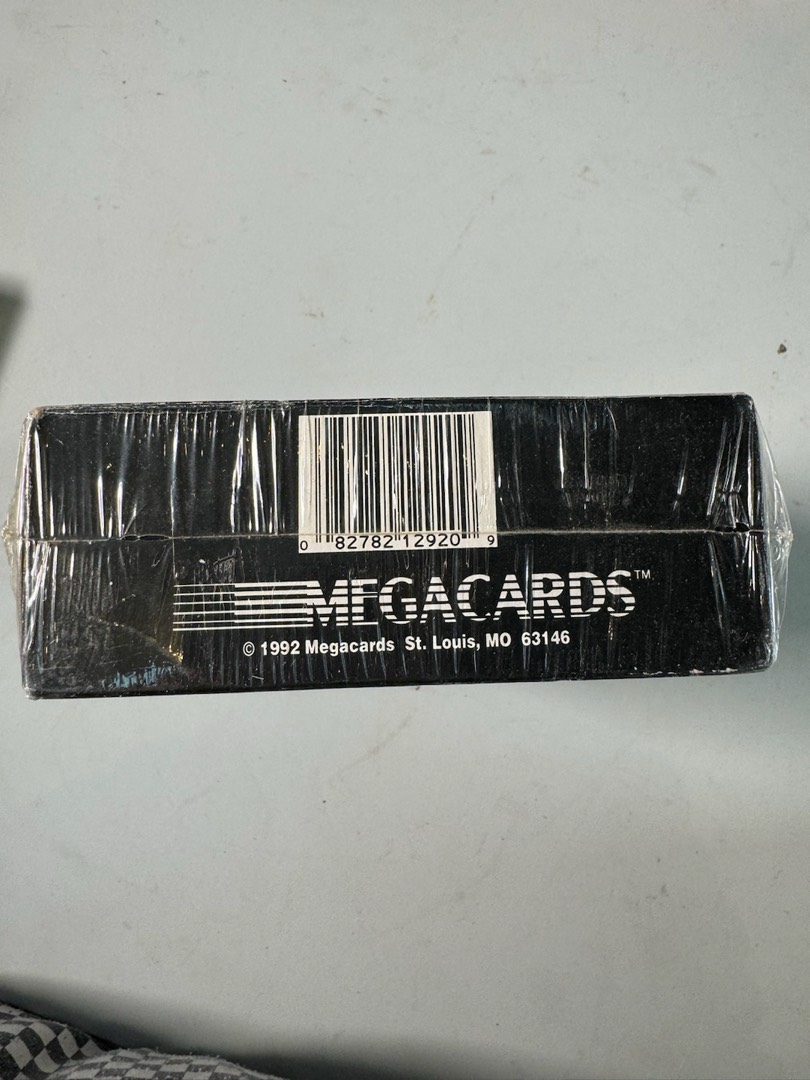 0 82782 12920 9
MEGACARDS™
© 1992 Megacards St. Louis, MO 63146